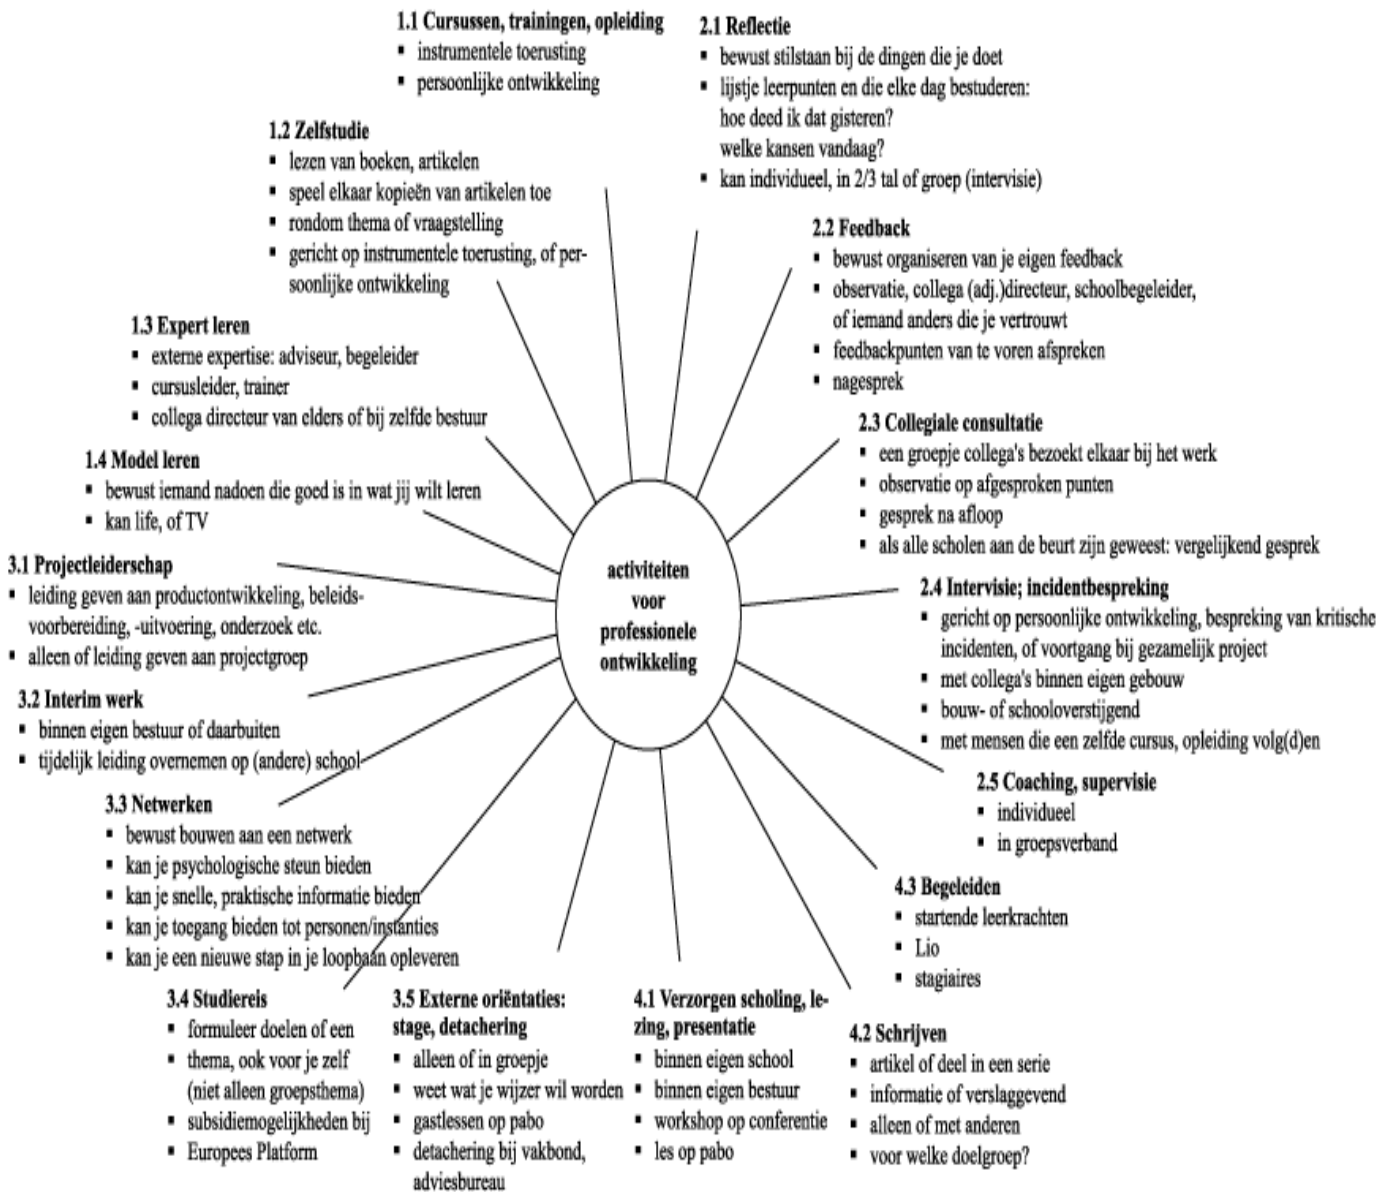 1.1 Cursussen, trainingen, opleiding
▪ instrumentele toerusting
▪ persoonlijke ontwikkeling
1.2 Zelfstudie
▪ lezen van boeken, artikelen
▪ speel elkaar kopieën van artikelen toe
▪ rondom thema of vraagstelling
▪ gericht op instrumentele toerusting, of per-
soonlijke ontwikkeling
1.3 Expert leren
▪ externe expertise: adviseur, begeleider
▪ cursusleider, trainer
▪ collega directeur van elders of bij zelfde bestuur
1.4 Model leren
▪ bewust iemand nadoen die goed is in wat jij wilt leren
▪ kan life, of TV
2.1 Reflectie
▪ bewust stilstaan bij de dingen die je doet
▪ lijstje leerpunten en die elke dag bestuderen:
hoe deed ik dat gisteren?
welke kansen vandaag?
▪ kan individueel, in 2/3 tal of groep (intervisie)
2.2 Feedback
▪ bewust organiseren van je eigen feedback
▪ observatie, collega (adj.)directeur, schoolbegeleider,
of iemand anders die je vertrouwt
▪ feedbackpunten van te voren afspreken
▪ nagesprek
2.3 Collegiale consultatie
▪ een groepje collega's bezoekt elkaar bij het werk
▪ observatie op afgesproken punten
▪ gesprek na afloop
▪ als alle scholen aan de beurt zijn geweest: vergelijkend gesprek
2.4 Intervisie; incidentbespreking
▪ gericht op persoonlijke ontwikkeling, bespreking van kritische
incidenten, of voortgang bij gezamelijk project
▪ met collega's binnen eigen gebouw
▪ bouw- of schooloverstijgend
▪ met mensen die een zelfde cursus, opleiding volg(d)en
2.5 Coaching, supervisie
▪ individueel
▪ in groepsverband
activiteiten
voor
professionele
ontwikkeling
3.1 Projectleiderschap
▪ leiding geven aan productontwikkeling, beleids-
voorbereiding, -uitvoering, onderzoek etc.
▪ alleen of leiding geven aan projectgroep
3.2 Interim werk
▪ binnen eigen bestuur of daarbuiten
▪ tijdelijk leiding overnemen op (andere) school
3.3 Netwerken
▪ bewust bouwen aan een netwerk
▪ kan je psychologische steun bieden
▪ kan je snelle, praktische informatie bieden
▪ kan je toegang bieden tot personen/instanties
▪ kan je een nieuwe stap in je loopbaan opleveren
3.4 Studiereis
▪ formuleer doelen of een
▪ thema, ook voor je zelf
(niet alleen groepsthema)
▪ subsidiemogelijkheden bij
▪ Europees Platform
3.5 Externe oriëntaties:
stage, detachering
▪ alleen of in groepje
▪ weet wat je wijzer wil worden
▪ gastlessen op pabo
▪ detachering bij vakbond,
adviesbureau
4.1 Verzorgen scholing, le-
zing, presentatie
▪ binnen eigen school
▪ binnen eigen bestuur
▪ workshop op conferentie
▪ les op pabo
4.2 Schrijven
▪ artikel of deel in een serie
▪ informatie of verslaggevend
▪ alleen of met anderen
▪ voor welke doelgroep?
4.3 Begeleiden
▪ startende leerkrachten
▪ Lio
▪ stagiaires